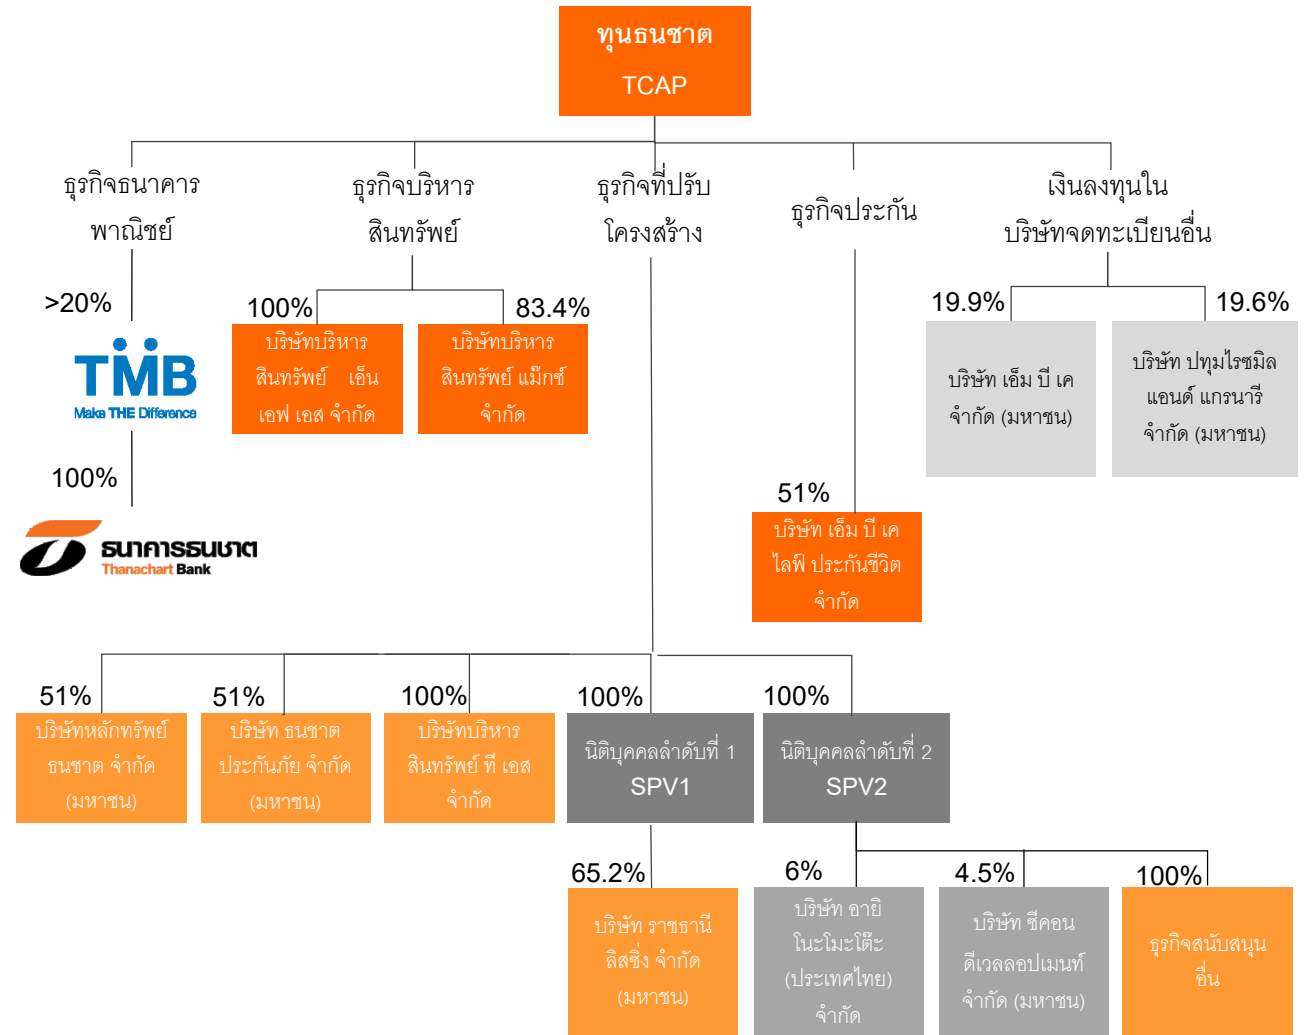 ทุนธนชาต
TCAP
ธุรกิจธนาคาร
พาณิชย์
ธุรกิจบริหาร
สินทรัพย์
ธุรกิจที่ปรับ
โครงสร้าง
ธุรกิจประกัน
เงินลงทุนใน
บริษัทจดทะเบียนอื่น
>20%
TMB
Make THE Difference
100%
ธนาคารธนชาต
Thanachart Bank
100%
บริษัทบริหาร
สินทรัพย์ เอ็น
เอฟ เอส จำกัด
83.4%
บริษัทบริหาร
สินทรัพย์ แม๊กซ์
จำกัด
51%
บริษัท เอ็ม บี เค
ไลฟ์ ประกันชีวิต
จำกัด
19.9%
บริษัท เอ็ม บี เค
จำกัด (มหาชน)
19.6%
บริษัท ปทุมไรซมิล
แอนด์ แกรนารี
จำกัด (มหาชน)
51%
บริษัทหลักทรัพย์
ธนชาต จำกัด
(มหาชน)
51%
บริษัท ธนชาต
ประกันภัย จำกัด
(มหาชน)
100%
บริษัทบริหาร
สินทรัพย์ ที เอส
จำกัด
100%
นิติบุคคลลำดับที่ 1
SPV1
100%
นิติบุคคลลำดับที่ 2
SPV2
65.2%
บริษัท ราชธานี
ลิสซิ่ง จำกัด
(มหาชน)
6%
บริษัท อายิ
โนะโมะโต๊ะ
(ประเทศไทย)
จำกัด
4.5%
บริษัท ซีคอน
ดีเวลลอปเมนท์
จำกัด (มหาชน)
100%
ธุรกิจสนับสนุน
อื่น